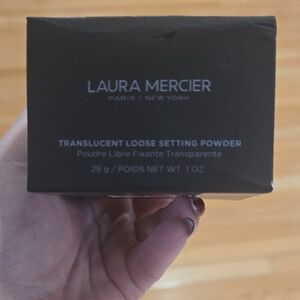 LAURA MERCIER
PARIS | NEW YORK
TRANSLUCENT LOOSE SETTING POWDER
Poudre Libre Fixante Transparente
29 g / POIDS NET WT. 1 OZ.